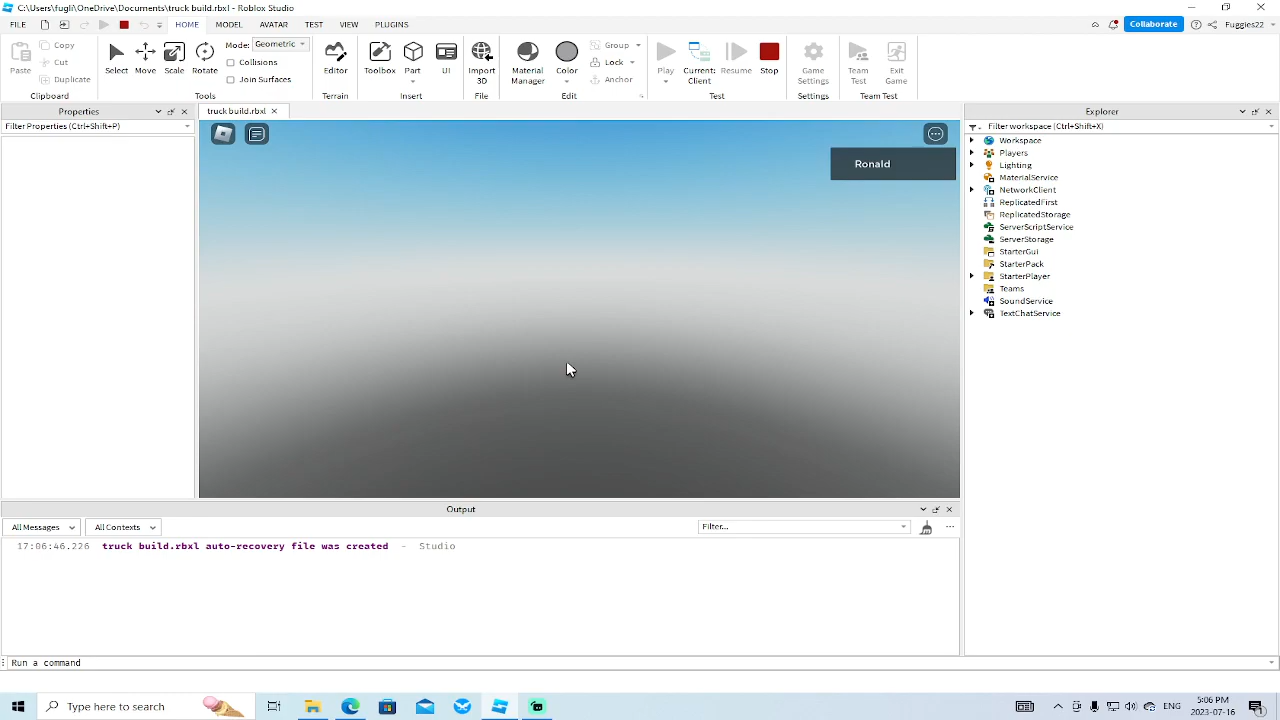 C:\Users\fugli\OneDrive\Documents\truck build.rbxl - Roblox Studio
FILE HOME MODEL AVATAR TEST VIEW PLUGINS Collaborate Fuggles22
Paste Copy Cut Duplicate Select Move Scale Rotate Mode: Geometric Collisions Join Surfaces Editor Toolbox Part UI Import 3D Material Manager Color Group Lock Anchor Play Current: Client Resume Stop Game Settings Team Test Exit Game
Clipboard Tools Terrain Insert File Edit Test Settings Team Test
Properties
Filter Properties (Ctrl+Shift+P)
truck build.rbxl
Ronald
Explorer
Filter workspace (Ctrl+Shift+X)
Workspace
Players
Lighting
MaterialService
NetworkClient
ReplicatedFirst
ReplicatedStorage
ServerScriptService
ServerStorage
StarterGui
StarterPack
StarterPlayer
Teams
SoundService
TextChatService
Output
All Messages All Contexts Filter...
17:06:46.226 truck build.rbxl auto-recovery file was created - Studio
Run a command
Type here to search
ENG
5:06 PM
2023-07-16
1